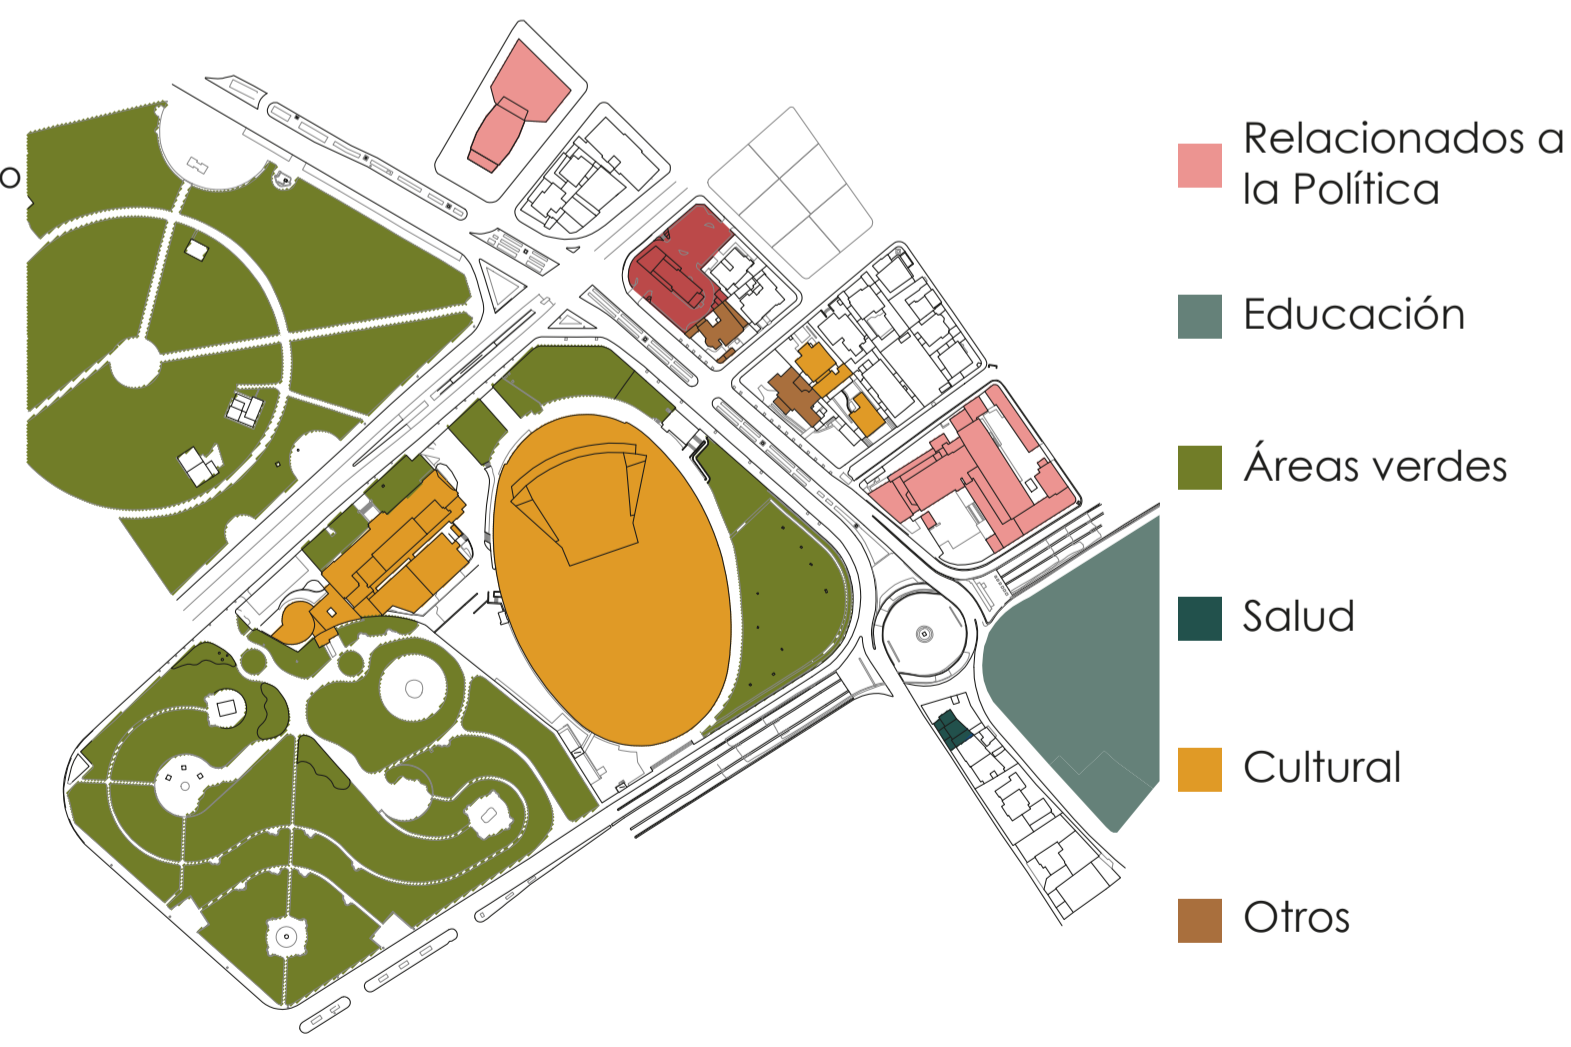 o
Relacionados a
la Política
Educación
Áreas verdes
Salud
Cultural
Otros